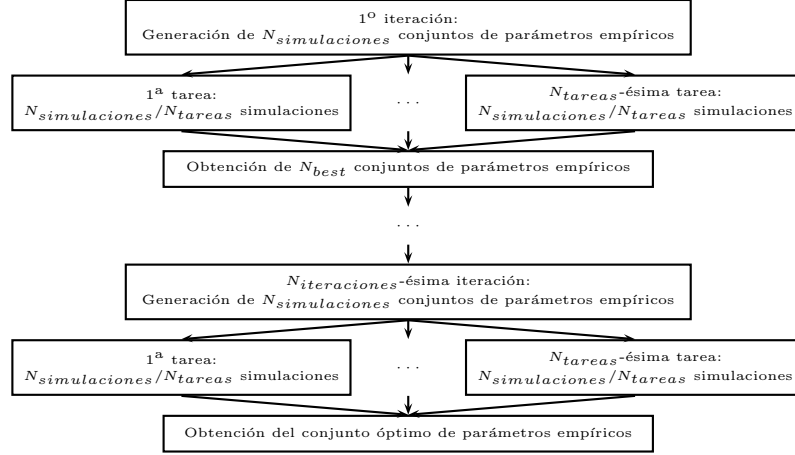 1º iteración:
Generación de N_simulaciones conjuntos de parámetros empíricos
1ª tarea:
N_simulaciones/N_tareas simulaciones
...
N_tareas-ésima tarea:
N_simulaciones/N_tareas simulaciones
Obtención de N_best conjuntos de parámetros empíricos
...
N_iteraciones-ésima iteración:
Generación de N_simulaciones conjuntos de parámetros empíricos
1ª tarea:
N_simulaciones/N_tareas simulaciones
...
N_tareas-ésima tarea:
N_simulaciones/N_tareas simulaciones
Obtención del conjunto óptimo de parámetros empíricos